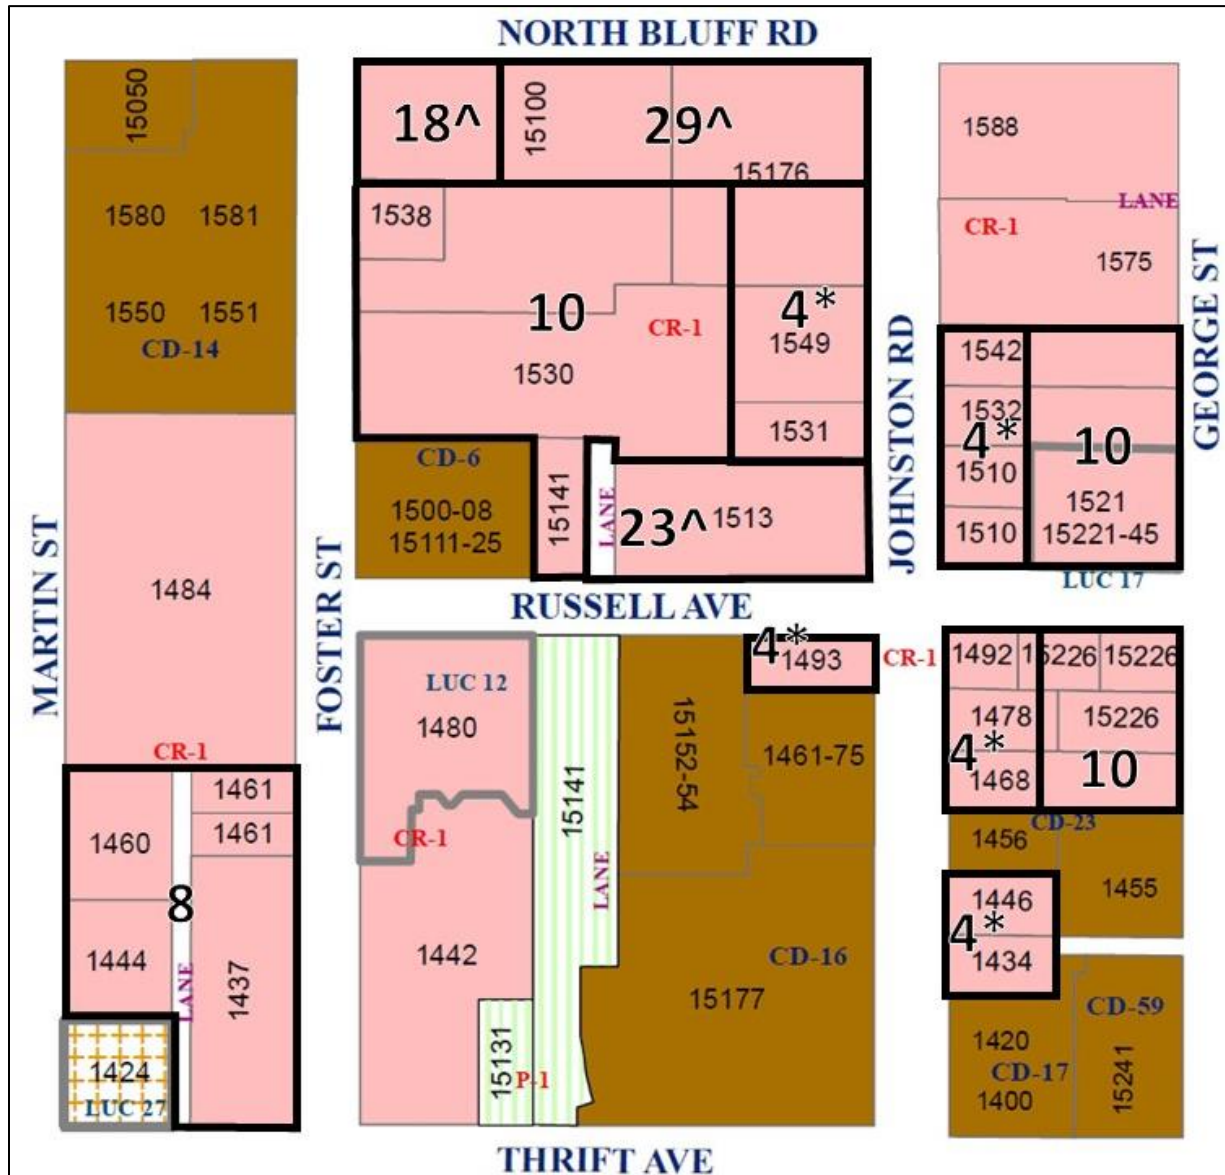 NORTH BLUFF RD
15050
1580 1581
1550 1551
CD-14
1484
MARTIN ST
CR-1
1460
1461
1461
8
1444
LANE
1437
1424
LUC 27
FOSTER ST
18^
15100
29^
15176
1538
10
CR-1
4*
1549
1530
1531
CD-6
1500-08
15111-25
15141
LANE
23^ 1513
JOHNSTON RD
RUSSELL AVE
1588
LANE
CR-1
1575
GEORGE ST
1542
1532
4*
10
1510
1521
1510
15221-45
LUC 17
LUC 12
1480
CR-1
15141
LANE
15152-54
4*
1493
CR-1
1461-75
1442
CD-16
15177
15131
P-1
1492 1 5226 15226
1478 15226
4*
1468 10
CD-23
1456
1455
1446
4*
1434
CD-59
1420
CD-17
1400
15241
THRIFT AVE